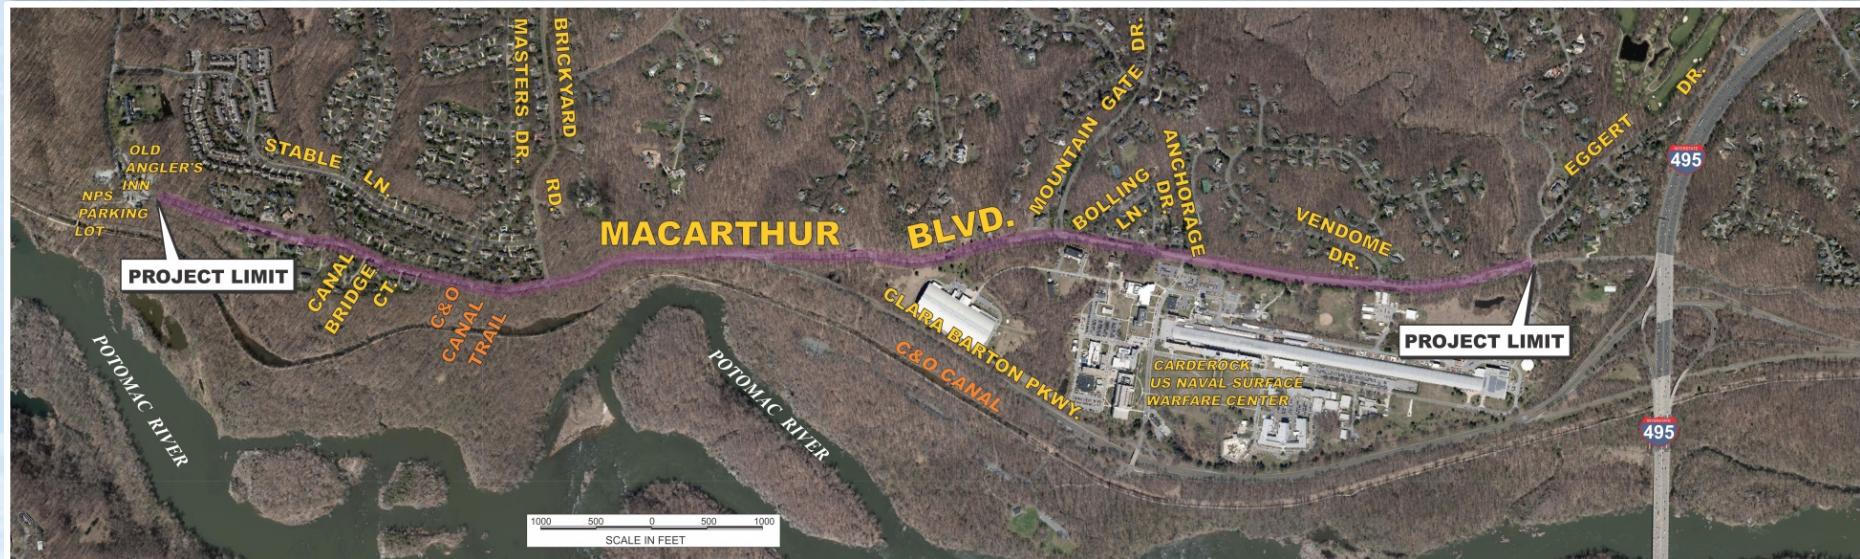 MASTERS DR.
BRICKYARD
RD.
MOUNTAIN GATE DR.
EGGERT DR.
INTERSTATE
495
OLD
ANGLER'S
INN
NPS
PARKING
LOT
STABLE LN.
ANCHORAGE
DR.
BOLLING
LN.
VENDOME
DR.
MACARTHUR BLVD.
PROJECT LIMIT
CANAL
BRIDGE
CT.
C&O
CANAL
TRAIL
CLARA BARTON PKWY.
C&O CANAL
PROJECT LIMIT
POTOMAC RIVER
POTOMAC RIVER
CARDEROCK
US NAVAL SURFACE
WARFARE CENTER
INTERSTATE
495
1000 500 0 500 1000
SCALE IN FEET